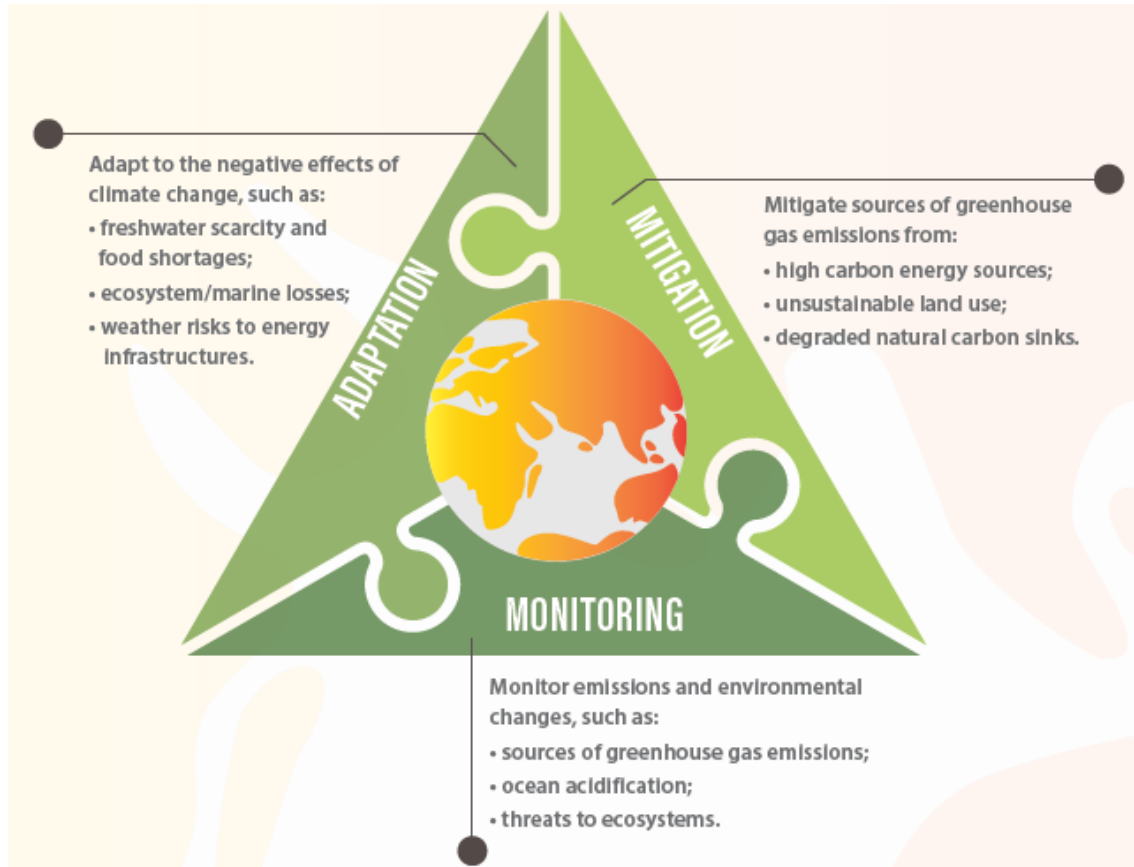 Adapt to the negative effects of
climate change, such as:
• freshwater scarcity and
food shortages;
• ecosystem/marine losses;
• weather risks to energy
infrastructures.
ADAPTATION
MITIGATION
Mitigate sources of greenhouse
gas emissions from:
• high carbon energy sources;
• unsustainable land use;
• degraded natural carbon sinks.
MONITORING
Monitor emissions and environmental
changes, such as:
• sources of greenhouse gas emissions;
• ocean acidification;
• threats to ecosystems.